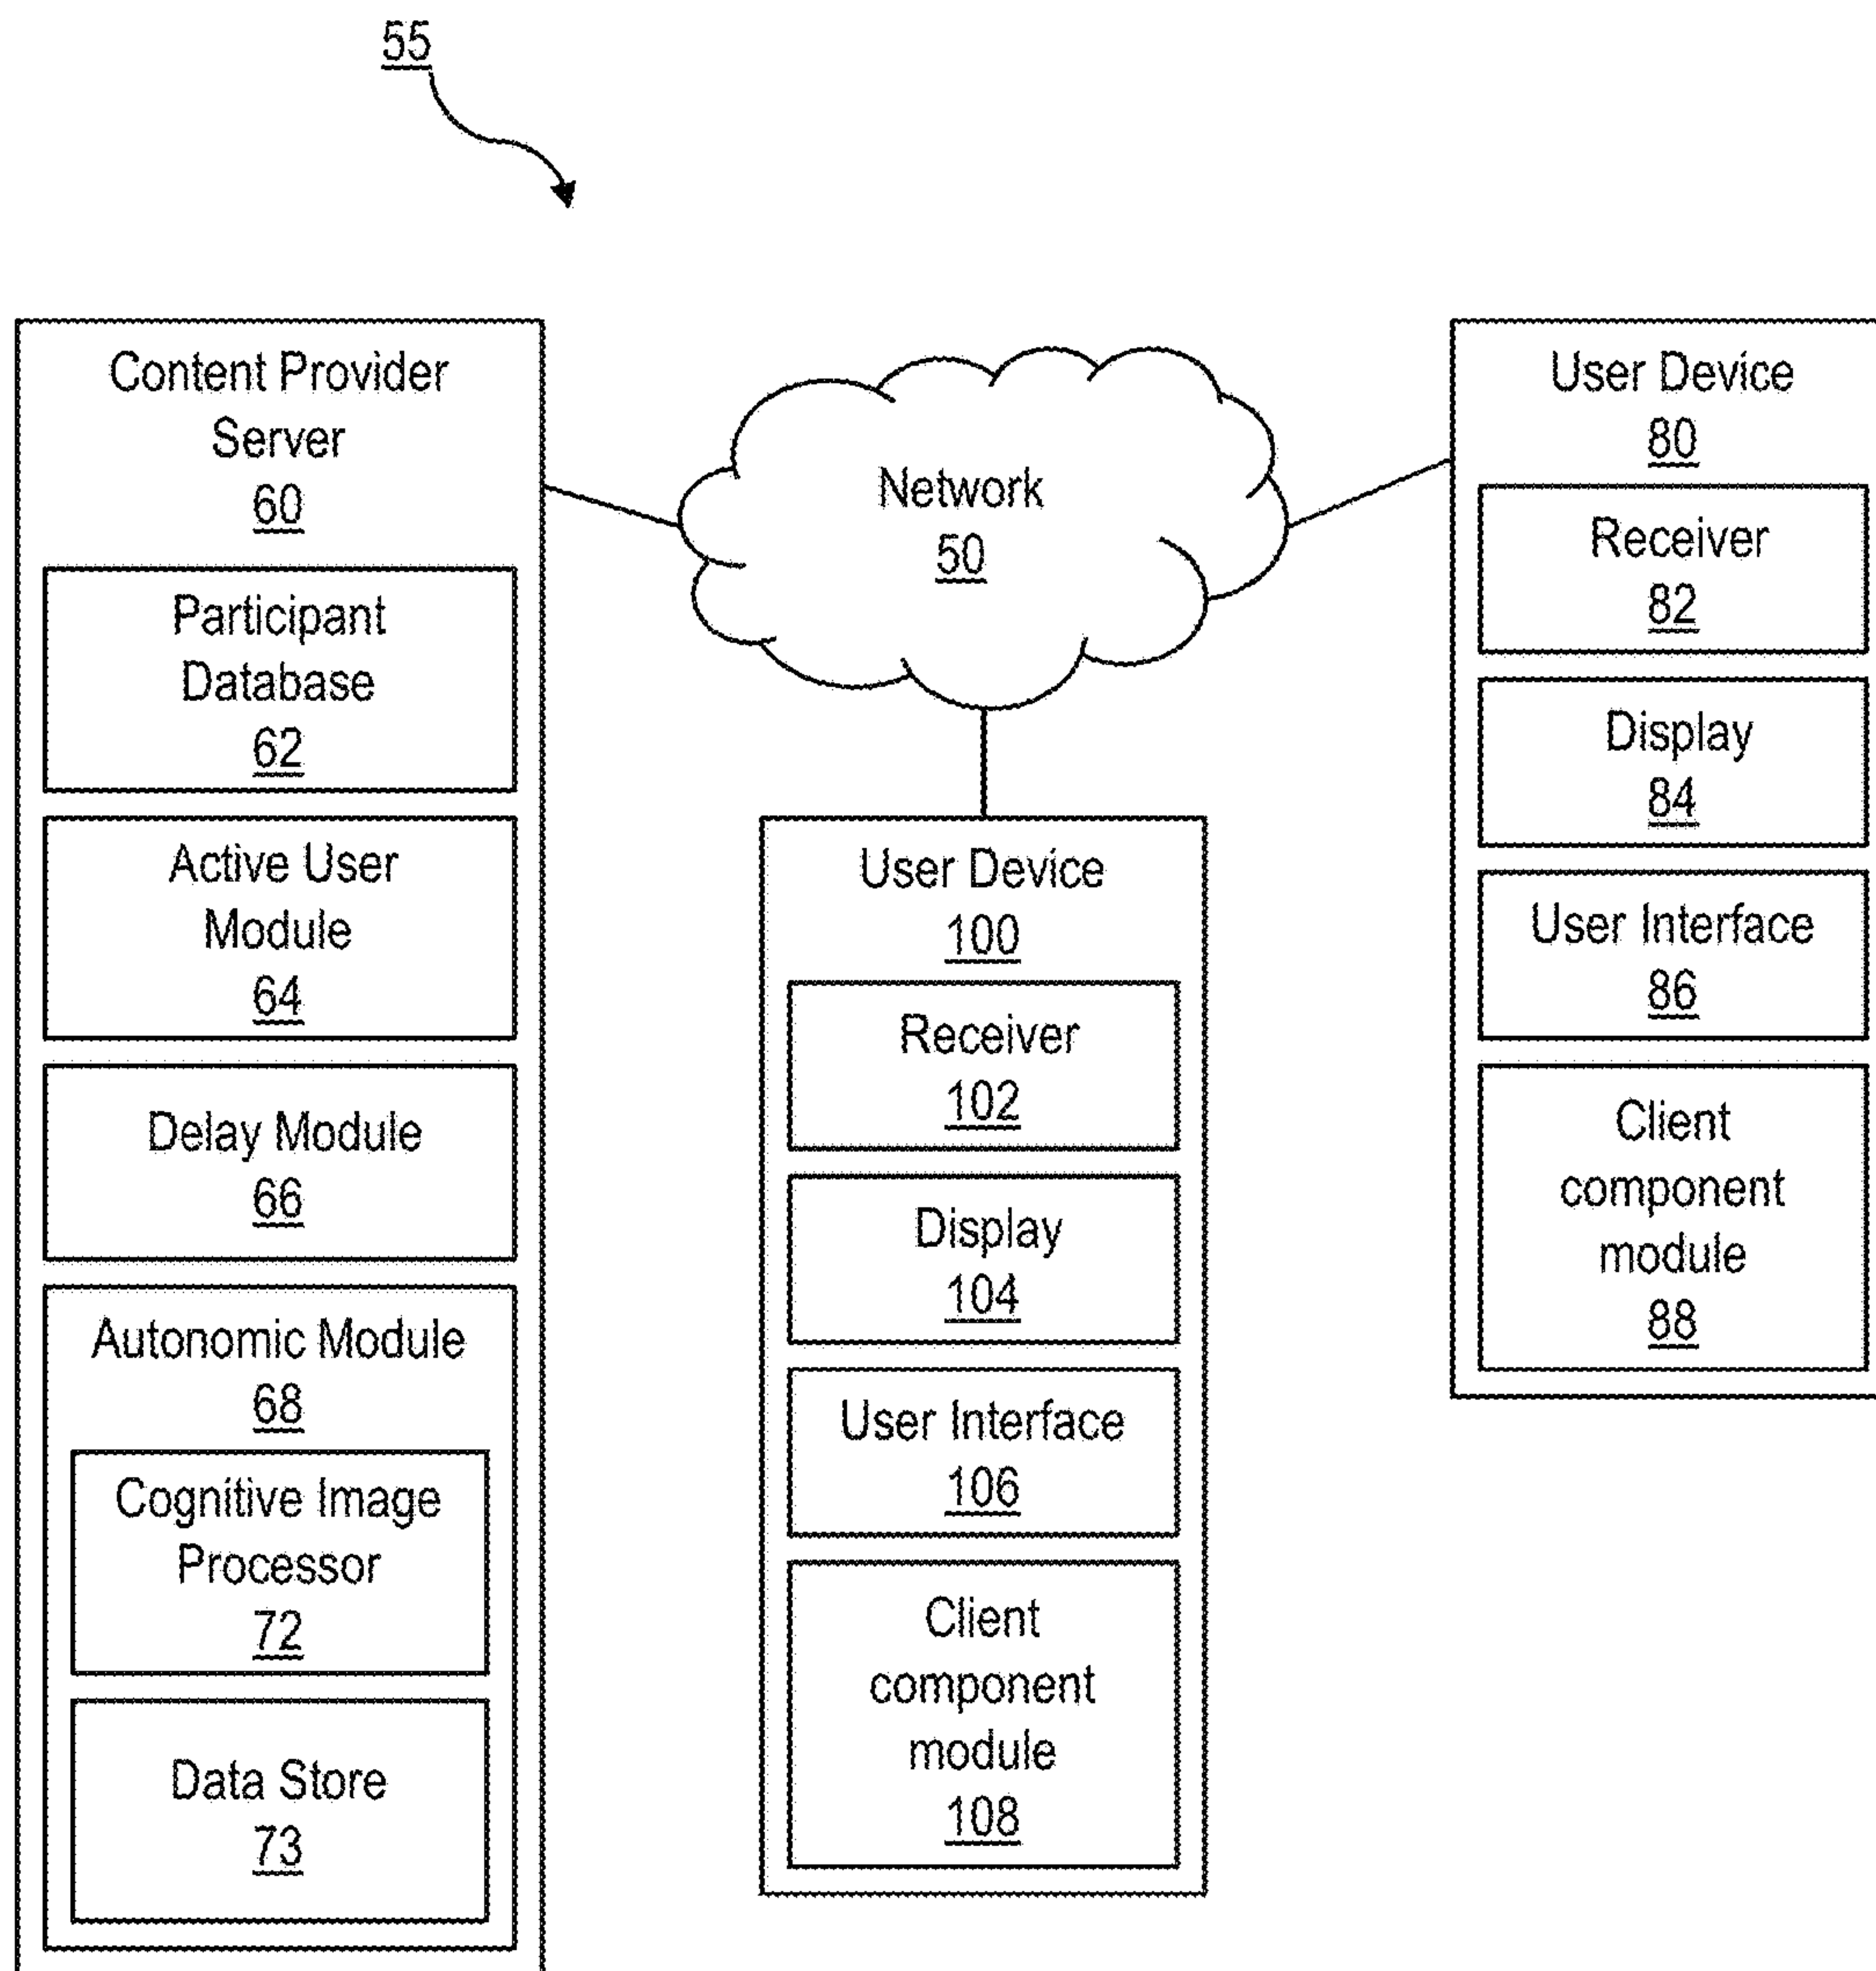 55
Content Provider
Server
60
Participant
Database
62
Active User
Module
64
Delay Module
66
Autonomic Module
68
Cognitive Image
Processor
72
Data Store
73
Network
50
User Device
100
Receiver
102
Display
104
User Interface
106
Client
component
module
108
User Device
80
Receiver
82
Display
84
User Interface
86
Client
component
module
88